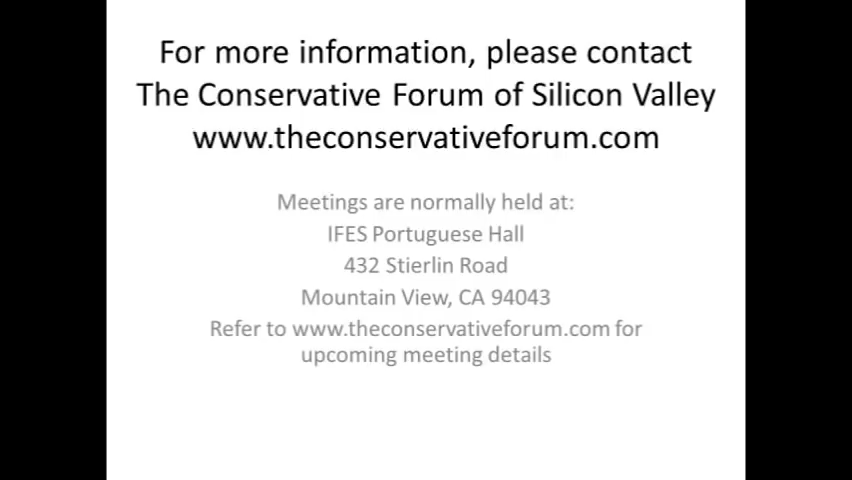 For more information, please contact
The Conservative Forum of Silicon Valley
www.theconservativeforum.com
Meetings are normally held at:
IFES Portuguese Hall
432 Stierlin Road
Mountain View, CA 94043
Refer to www.theconservativeforum.com for
upcoming meeting details